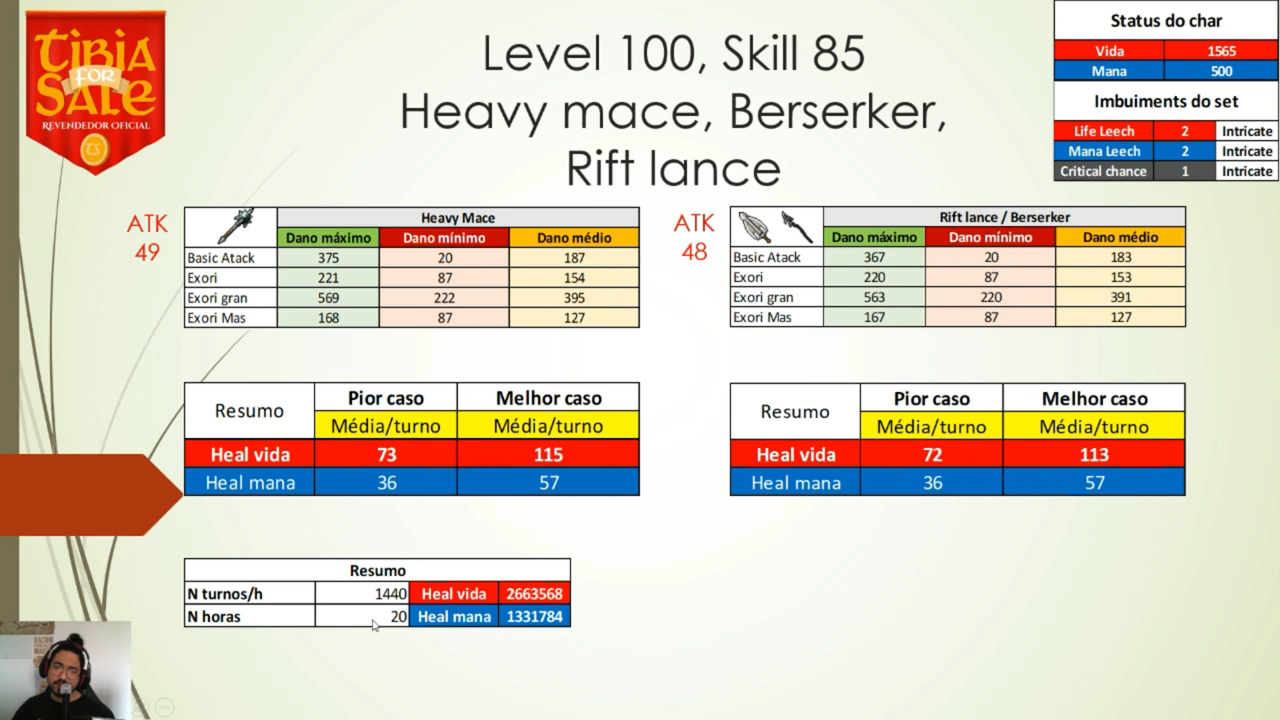 TIBIA
FOR
SALE
REVENDEDOR OFICIAL
TS
Level 100, Skill 85
Heavy mace, Berserker,
Rift lance
Status do char
Vida 1565
Mana 500
Imbuiments do set
Life Leech 2 Intricate
Mana Leech 2 Intricate
Critical chance 1 Intricate
ATK
49
Heavy Mace
Dano máximo Dano mínimo Dano médio
Basic Atack 375 20 187
Exori 221 87 154
Exori gran 569 222 395
Exori Mas 168 87 127
ATK
48
Rift lance / Berserker
Dano máximo Dano mínimo Dano médio
Basic Atack 367 20 183
Exori 220 87 153
Exori gran 563 220 391
Exori Mas 167 87 127
Resumo Pior caso Melhor caso
Média/turno Média/turno
Heal vida 73 115
Heal mana 36 57
Resumo Pior caso Melhor caso
Média/turno Média/turno
Heal vida 72 113
Heal mana 36 57
Resumo
N turnos/h 1440 Heal vida 2663568
N horas 20 Heal mana 1331784